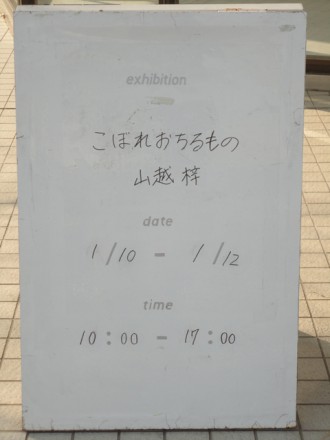 exhibition
こぼれおちるもの
山越梓
date
1/10 - 1/12
time
10:00 - 17:00